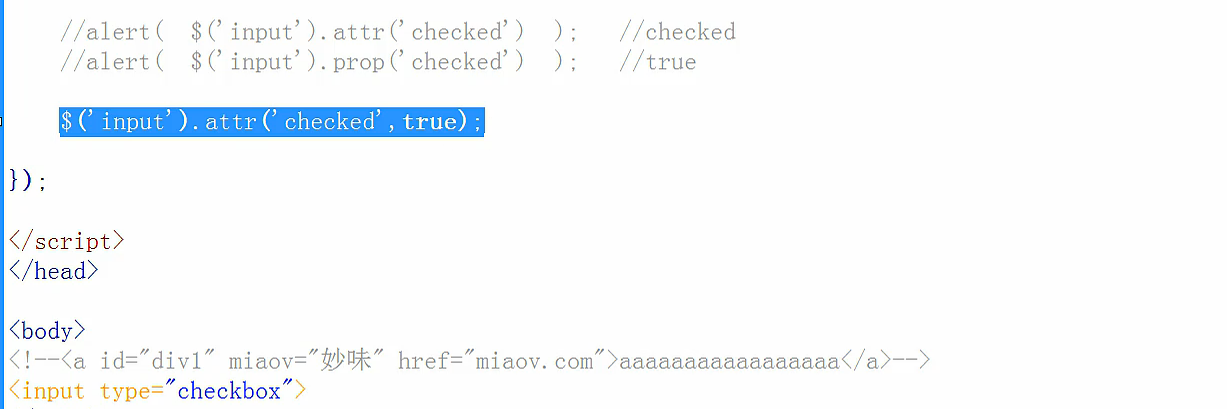 //alert(  $('input').attr('checked')  );   //checked
//alert(  $('input').prop('checked')  );   //true
$('input').attr('checked',true);
});
</script>
</head>
<body>
<!--<a id="div1" miaov="妙味" href="miaov.com">aaaaaaaaaaaaaaaaa</a>-->
<input type="checkbox">